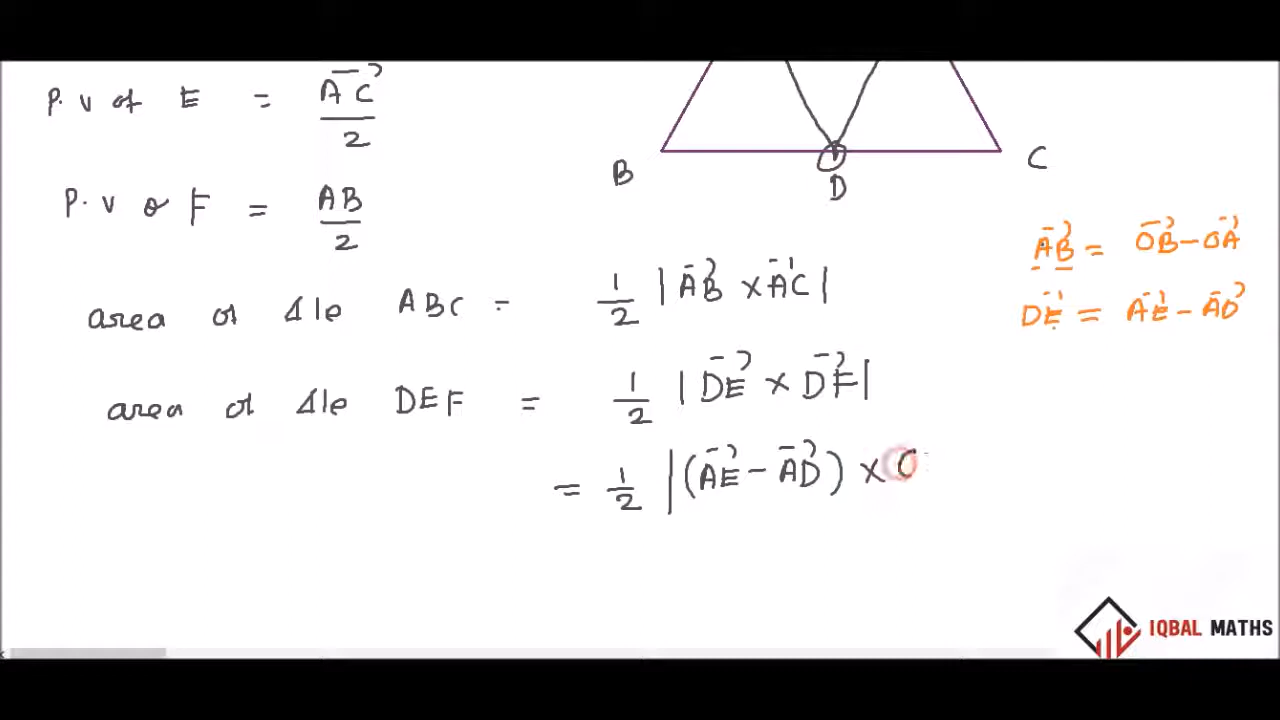 P.V of E = AC/2
B D C
P.V o F = AB/2
AB = OB - OA
area of Δle ABC = 1/2 |AB × AC|
DE = AE - AD
area of Δle DEF = 1/2 |DE × DF|
= 1/2 |(AE - AD) × (
IQBAL MATHS